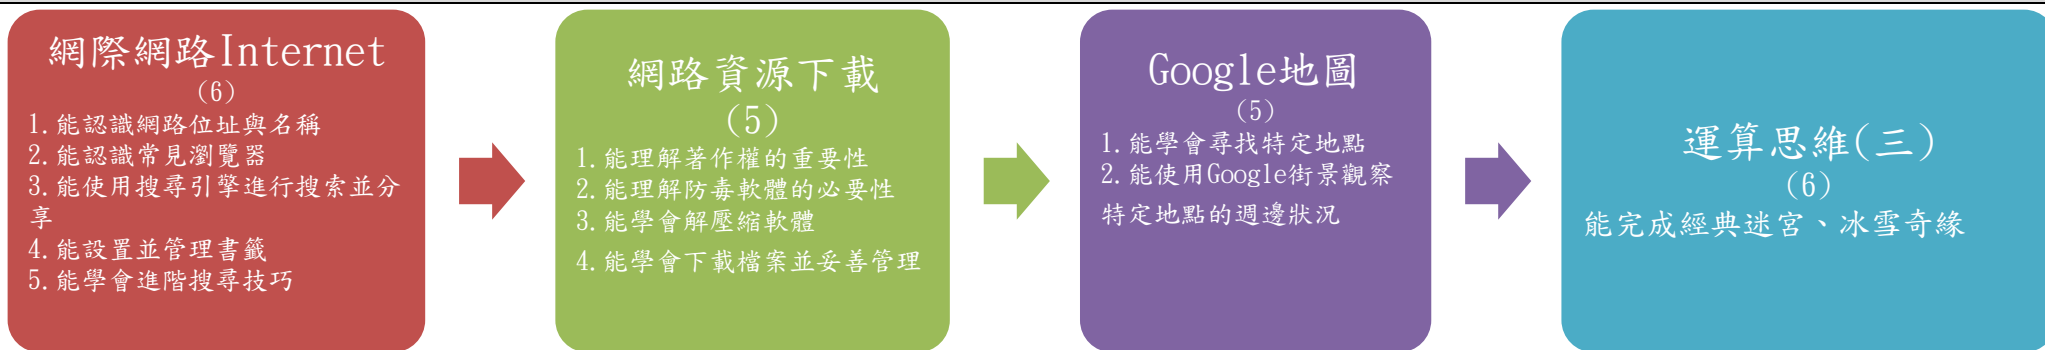 網際網路Internet
(6)
1.能認識網路位址與名稱
2.能認識常見瀏覽器
3.能使用搜尋引擎進行搜索並分
享
4.能設置並管理書籤
5.能學會進階搜尋技巧
網路資源下載
(5)
1.能理解著作權的重要性
2.能理解防毒軟體的必要性
3.能學會解壓縮軟體
4.能學會下載檔案並妥善管理
Google地圖
(5)
1.能學會尋找特定地點
2.能使用Google街景觀察
特定地點的週邊狀況
運算思維(三)
(6)
能完成經典迷宮、冰雪奇緣